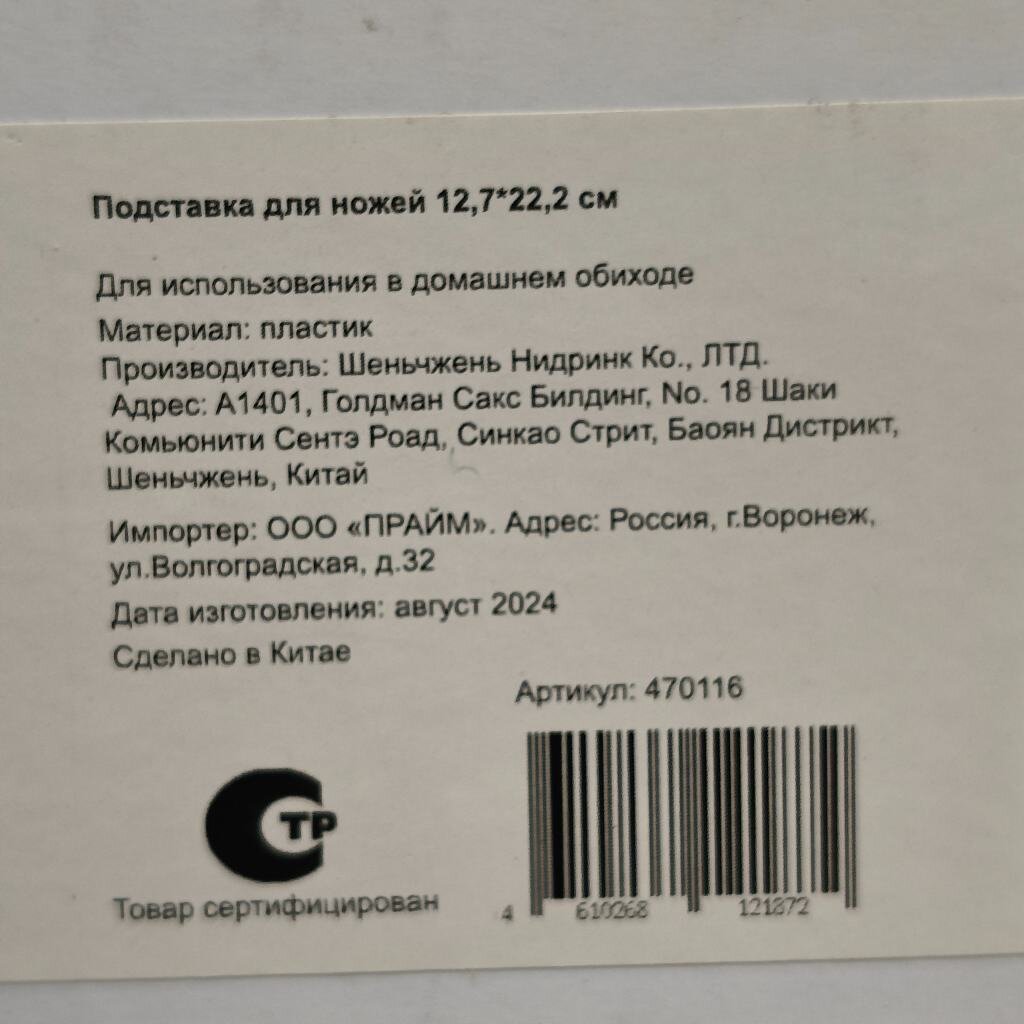 Подставка для ножей 12,7*22,2 см
Для использования в домашнем обиходе
Материал: пластик
Производитель: Шеньчжень Нидринк Ко., ЛТД.
Адрес: А1401, Голдман Сакс Билдинг, No. 18 Шаки
Комьюнити Сентэ Роад, Синкао Стрит, Баоян Дистрикт,
Шеньчжень, Китай
Импортер: ООО «ПРАЙМ». Адрес: Россия, г.Воронеж,
ул.Волгоградская, д.32
Дата изготовления: август 2024
Сделано в Китае
Артикул: 470116
СТР
Товар сертифицирован
4 610268 121872